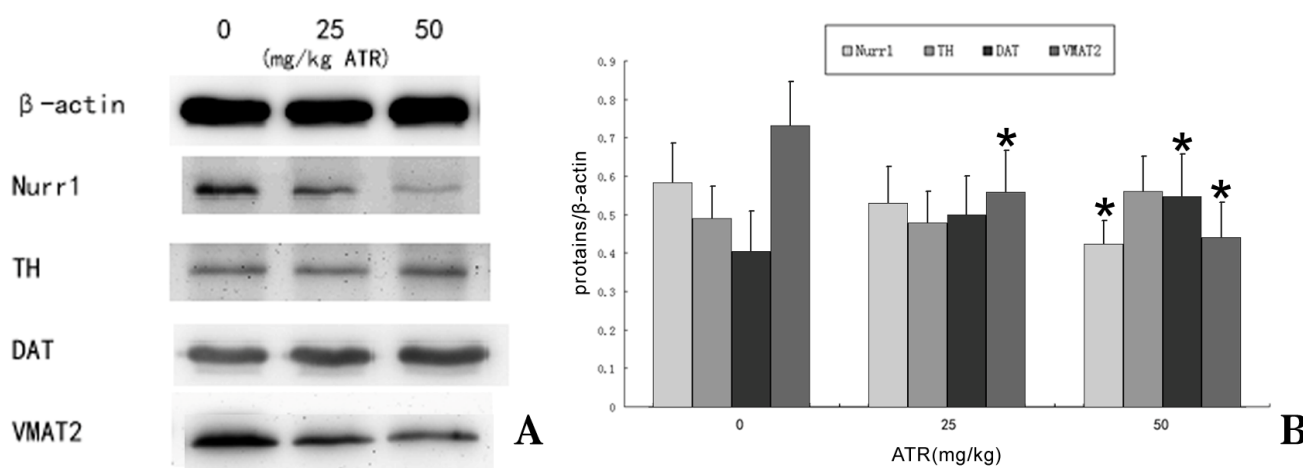 0 25 50
(mg/kg ATR)
β-actin
Nurr1
TH
DAT
VMAT2
A
Nurr1 TH DAT VMAT2
protains/β-actin
0.9
0.8
0.7
0.6
0.5
0.4
0.3
0.2
0.1
0
* * * *
0 25 50
ATR(mg/kg)
B